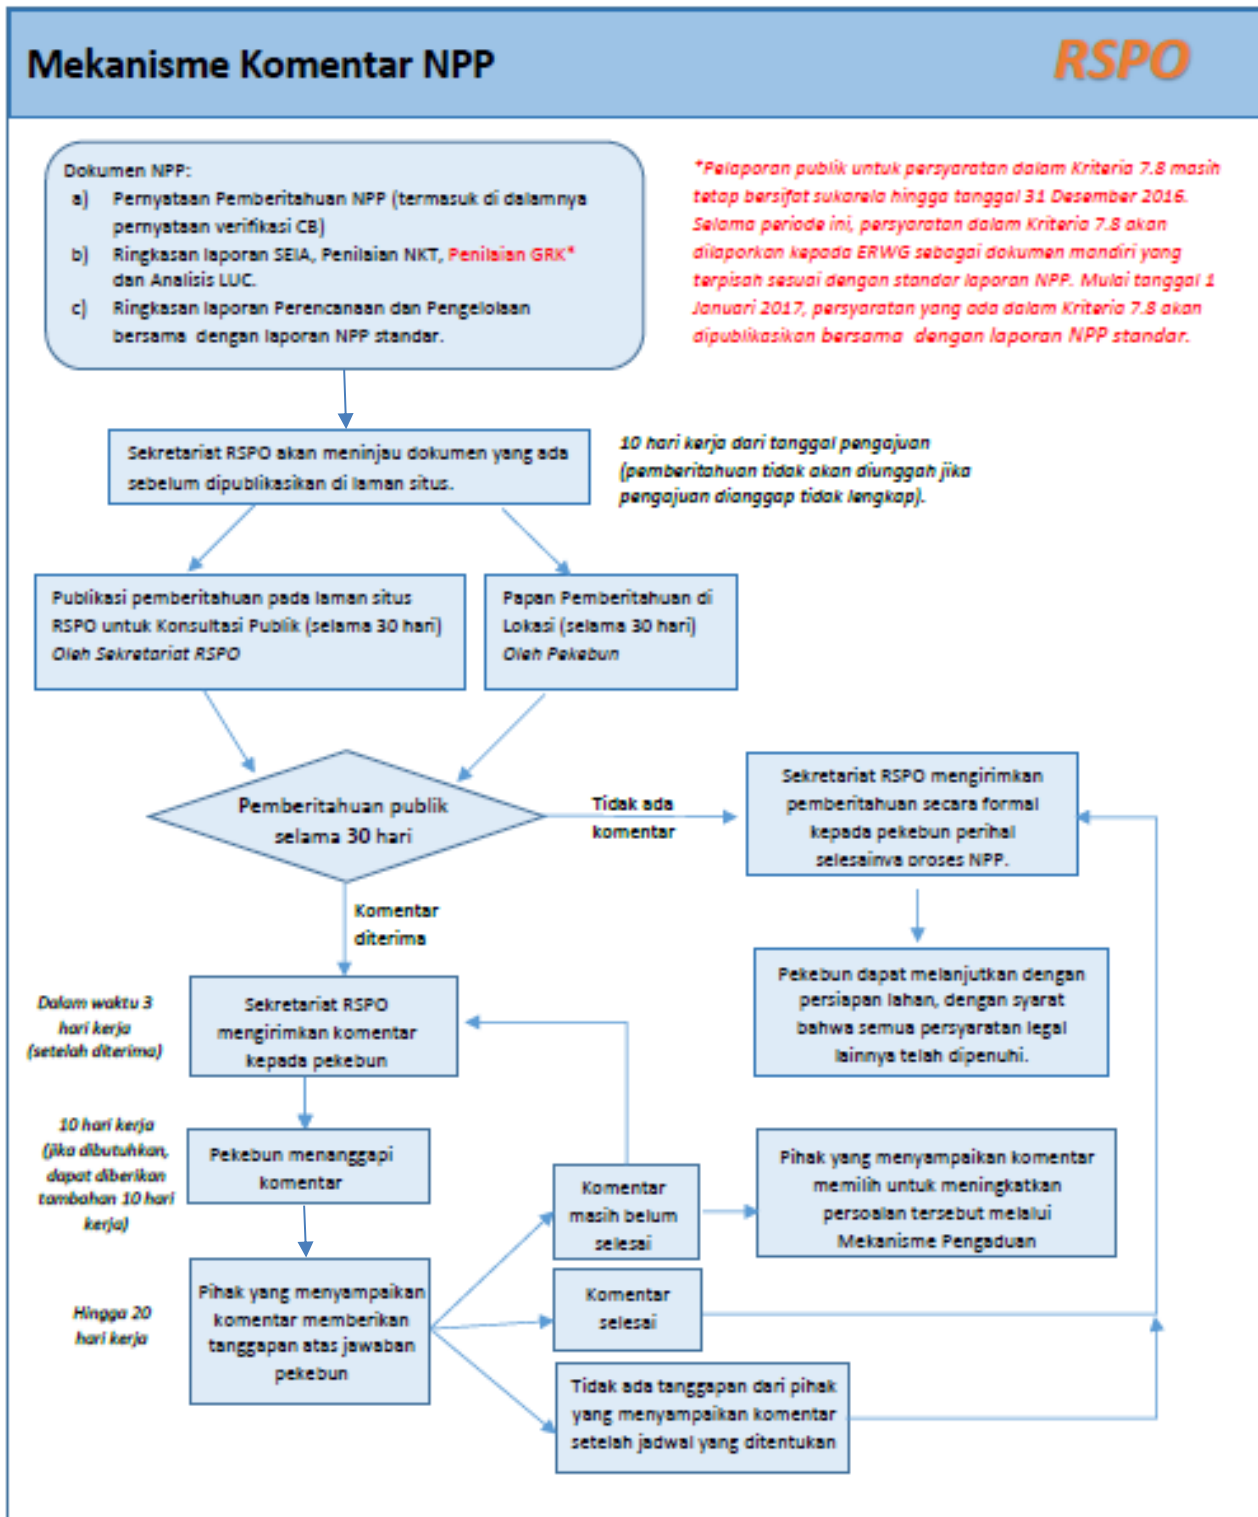 Mekanisme Komentar NPP
RSPO
Dokumen NPP:
a) Pernyataan Pemberitahuan NPP (termasuk di dalamnya
pernyataan verifikasi CB)
b) Ringkasan laporan SEIA, Penilaian NKT, Penilaian GRK*
dan Analisis LUC.
c) Ringkasan laporan Perencanaan dan Pengelolaan
bersama dengan laporan NPP standar.
*Pelaporan publik untuk persyaratan dalam Kriteria 7.8 masih
tetap bersifat sukarela hingga tanggal 31 Desember 2016.
Selama periode ini, persyaratan dalam Kriteria 7.8 akan
dilaporkan kepada ERWG sebagai dokumen mandiri yang
terpisah sesuai dengan standar laporan NPP. Mulai tanggal 1
Januari 2017, persyaratan yang ada dalam Kriteria 7.8 akan
dipublikasikan bersama dengan laporan NPP standar.
Sekretariat RSPO akan meninjau dokumen yang ada
sebelum dipublikasikan di laman situs.
10 hari kerja dari tanggal pengajuan
(pemberitahuan tidak akan diunggah jika
pengajuan dianggap tidak lengkap).
Publikasi pemberitahuan pada laman situs
RSPO untuk Konsultasi Publik (selama 30 hari)
Oleh Sekretariat RSPO
Papan Pemberitahuan di
Lokasi (selama 30 hari)
Oleh Pekebun
Pemberitahuan publik
selama 30 hari
Tidak ada
komentar
Sekretariat RSPO mengirimkan
pemberitahuan secara formal
kepada pekebun perihal
selesainya proses NPP.
Komentar
diterima
Pekebun dapat melanjutkan dengan
persiapan lahan, dengan syarat
bahwa semua persyaratan legal
lainnya telah dipenuhi.
Dalam waktu 3
hari kerja
(setelah diterima)
Sekretariat RSPO
mengirimkan komentar
kepada pekebun
10 hari kerja
(jika dibutuhkan,
dapat diberikan
tambahan 10 hari
kerja)
Pekebun menanggapi
komentar
Komentar
masih belum
selesai
Pihak yang menyampaikan komentar
memilih untuk meningkatkan
persoalan tersebut melalui
Mekanisme Pengaduan
Hingga 20
hari kerja
Pihak yang menyampaikan
komentar memberikan
tanggapan atas jawaban
pekebun
Komentar
selesai
Tidak ada tanggapan dari pihak
yang menyampaikan komentar
setelah jadwal yang ditentukan